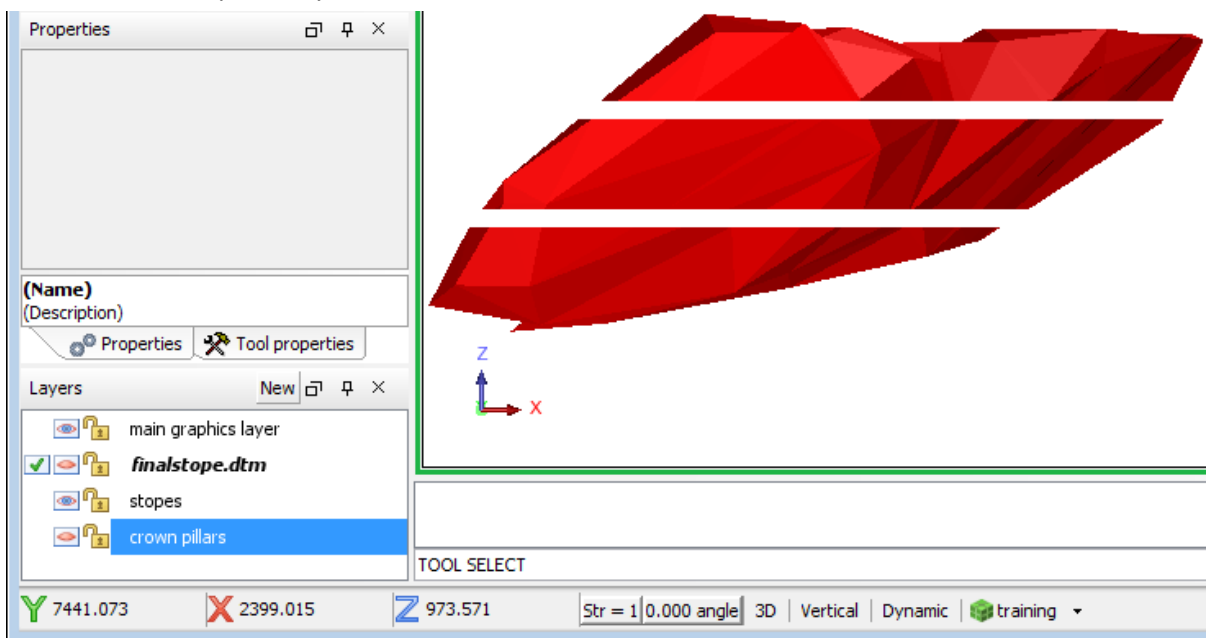 Properties
(Name)
(Description)
Properties Tool properties
Z
X
Layers New
main graphics layer
finalstope.dtm
stopes
crown pillars
TOOL SELECT
Y 7441.073 X 2399.015 Z 973.571 Str = 1 0.000 angle 3D Vertical Dynamic training